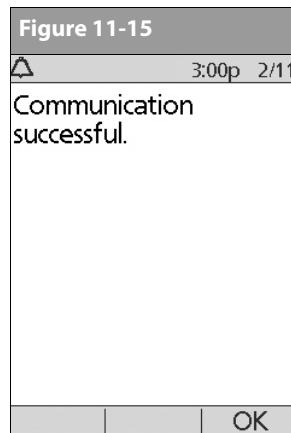 Figure 11-15
3:00p 2/11
Communication
successful.
OK